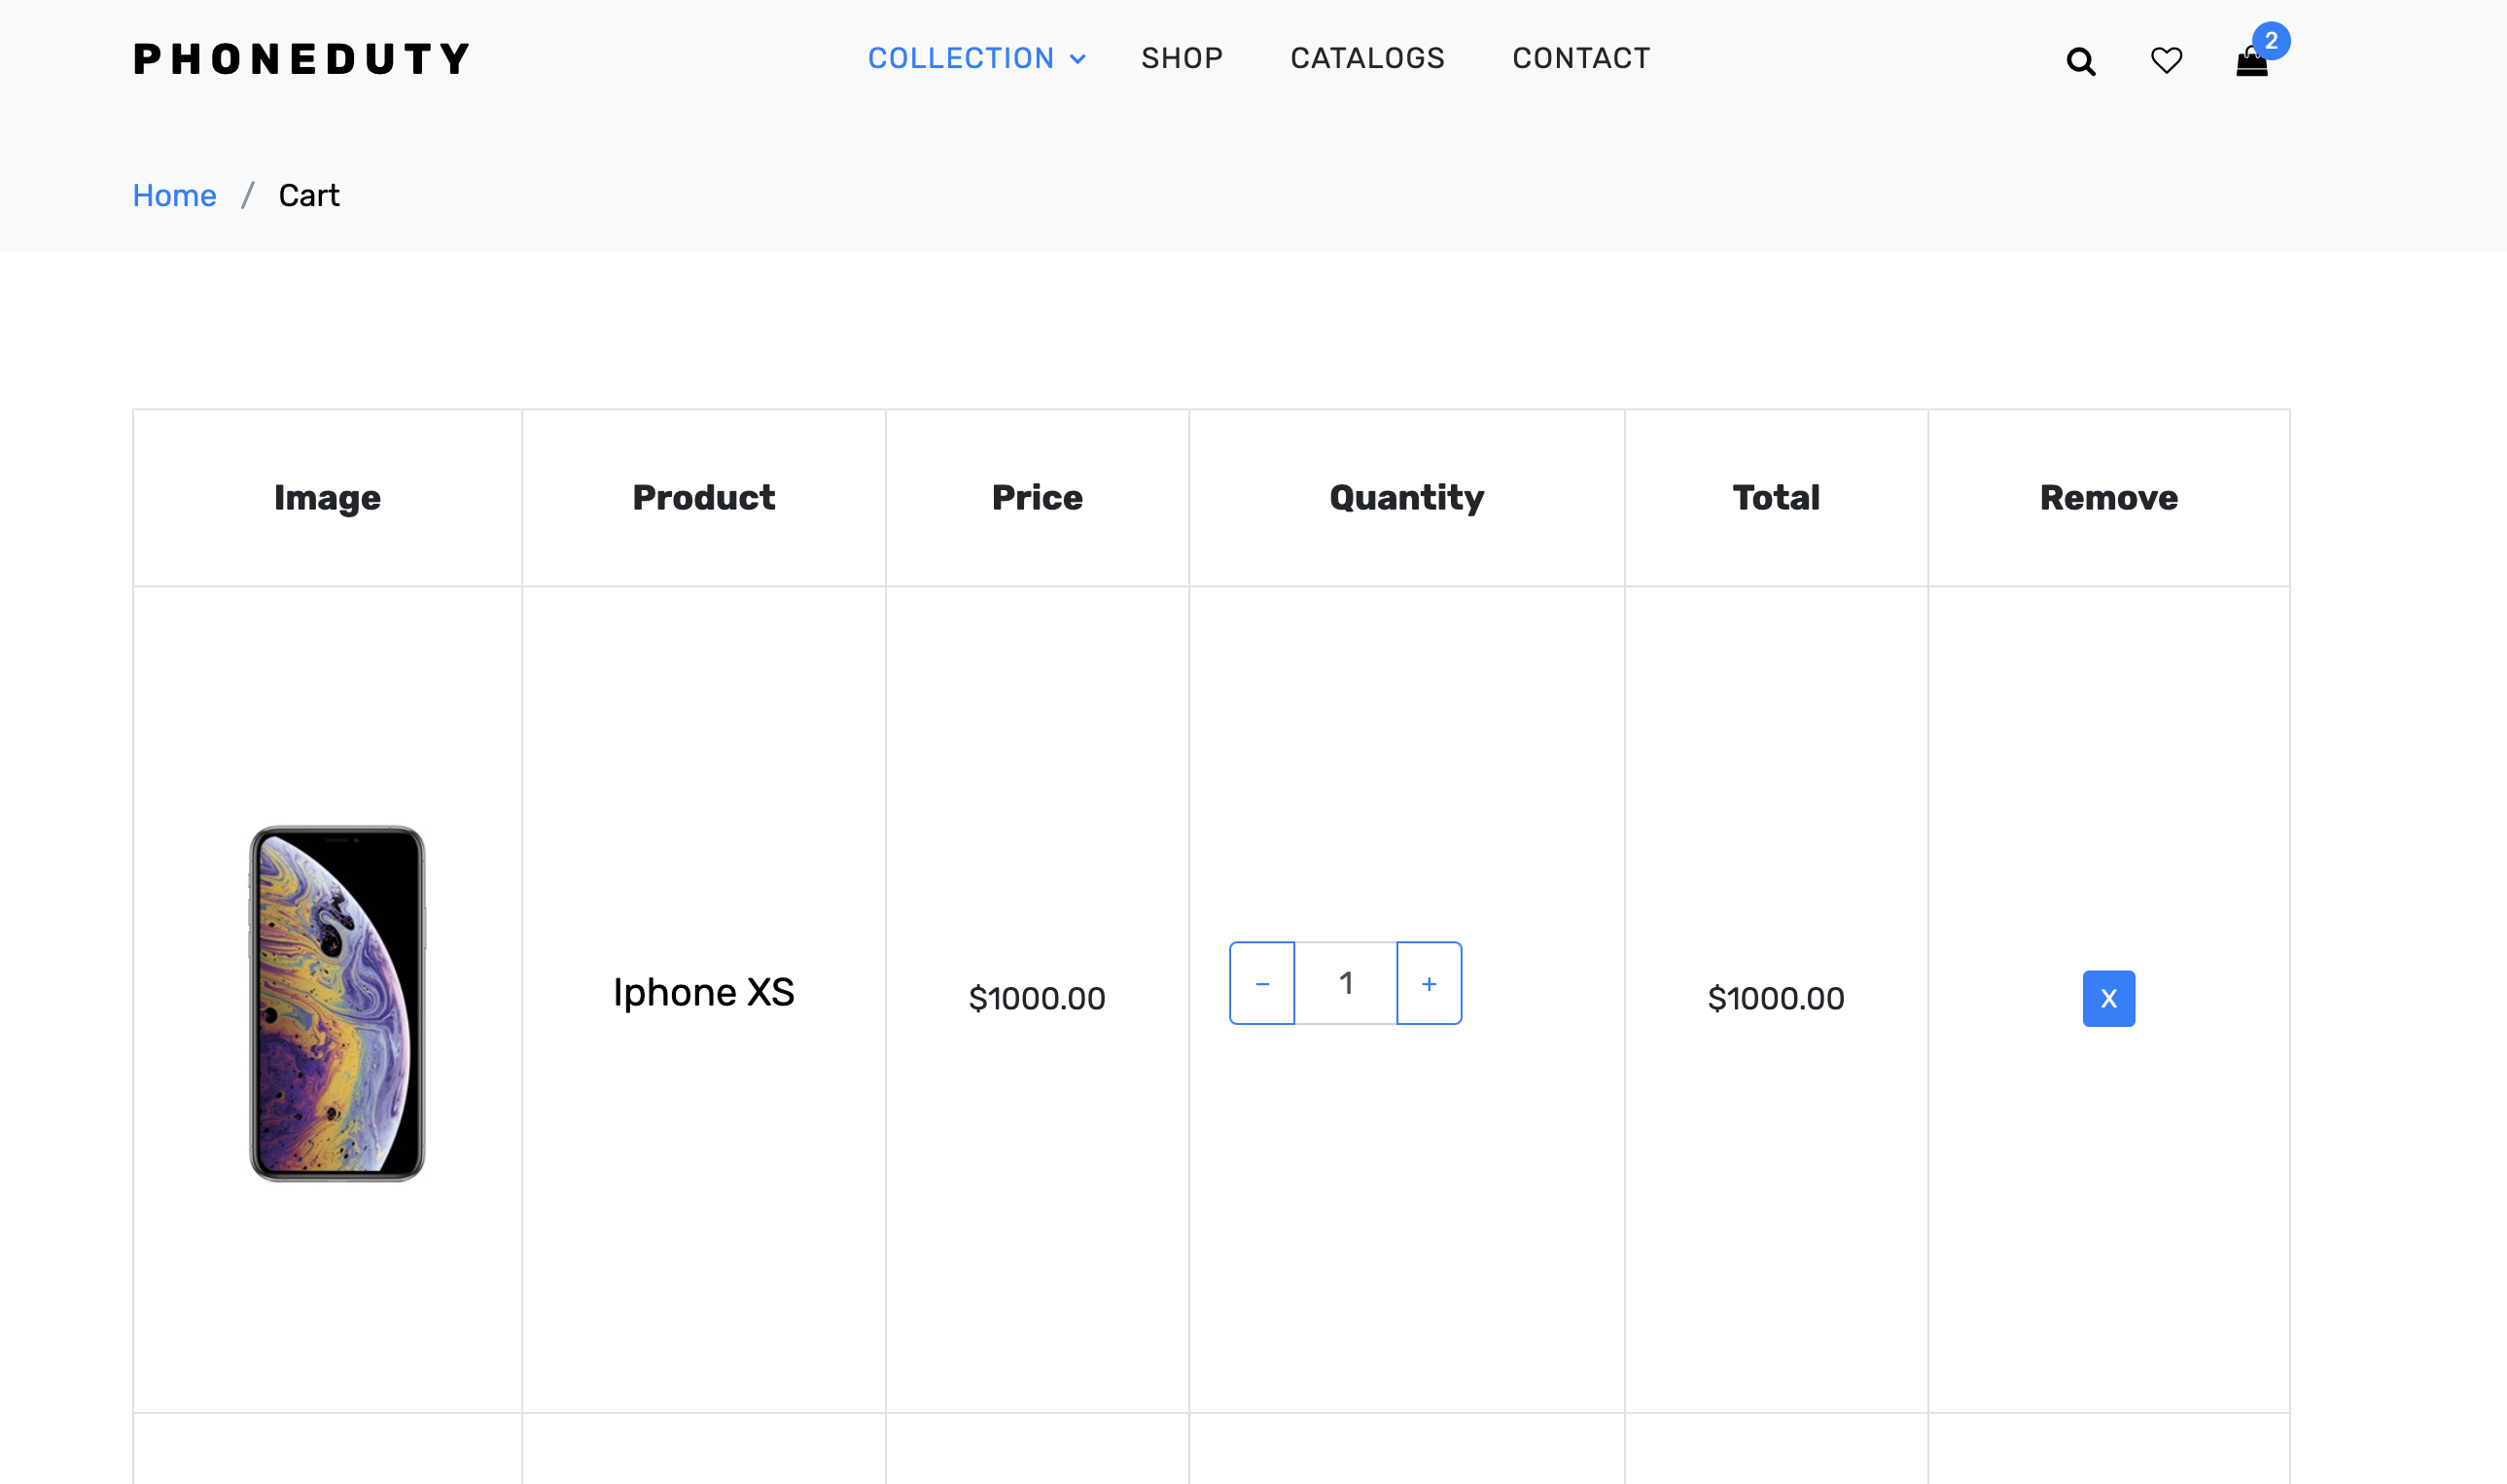 PHONEDUTY COLLECTION SHOP CATALOGS CONTACT 2
Home / Cart
Image Product Price Quantity Total Remove
Iphone XS $1000.00 − 1 + $1000.00 X